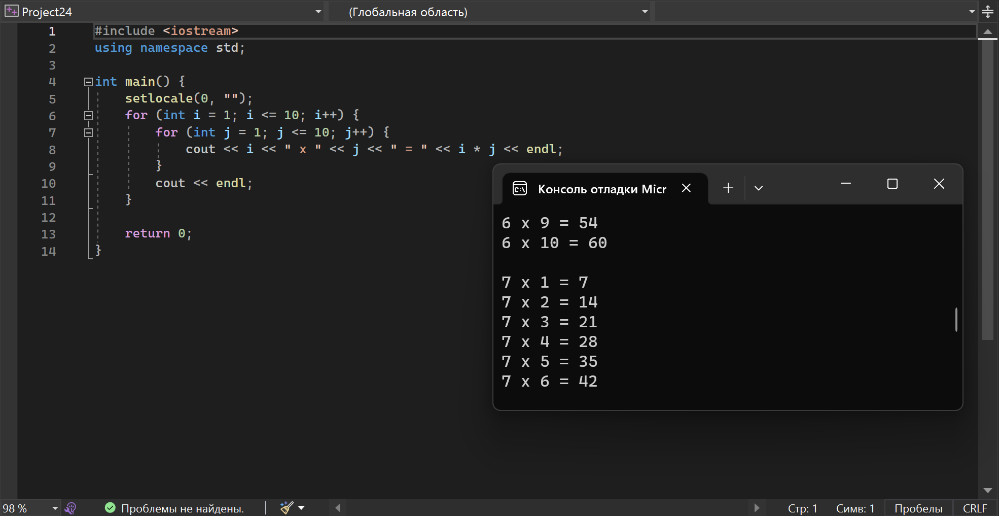 Project24
(Глобальная область)
1 #include <iostream>
2 using namespace std;
3
4 int main() {
5     setlocale(0, "");
6     for (int i = 1; i <= 10; i++) {
7         for (int j = 1; j <= 10; j++) {
8             cout << i << " x " << j << " = " << i * j << endl;
9         }
10         cout << endl;
11     }
12
13     return 0;
14 }
Консоль отладки Micr
6 x 9 = 54
6 x 10 = 60
7 x 1 = 7
7 x 2 = 14
7 x 3 = 21
7 x 4 = 28
7 x 5 = 35
7 x 6 = 42
98 % Проблемы не найдены. Стр: 1 Симв: 1 Пробелы CRLF